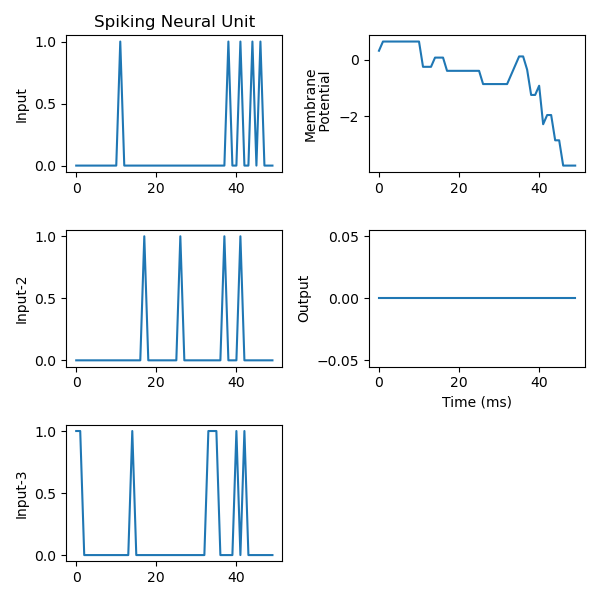 Spiking Neural Unit
1.0
0.5
0.0
Input
0 20 40
0
−2
Membrane
Potential
0 20 40
1.0
0.5
0.0
Input-2
0 20 40
0.05
0.00
−0.05
Output
0 20 40
Time (ms)
1.0
0.5
0.0
Input-3
0 20 40